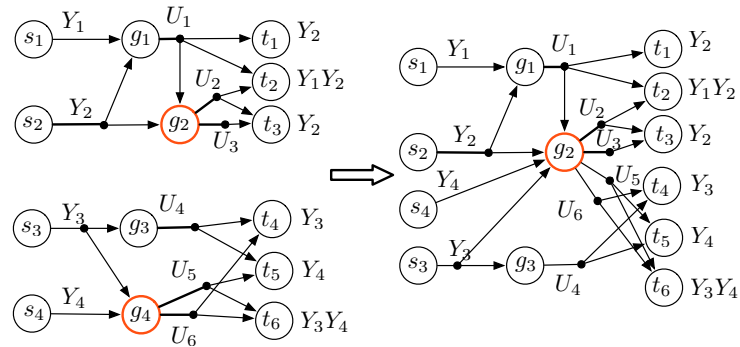 s₁ Y₁ g₁ U₁ t₁ Y₂
t₂ Y₁Y₂
U₂
s₂ Y₂ g₂ t₃ Y₂
U₃
s₃ Y₃ g₃ U₄ t₄ Y₃
U₅ t₅ Y₄
s₄ Y₄ g₄ t₆ Y₃Y₄
U₆
s₁ Y₁ g₁ U₁ t₁ Y₂
t₂ Y₁Y₂
U₂
s₂ Y₂ g₂ U₃ t₃ Y₂
Y₄ U₅ t₄ Y₃
s₄ U₆
t₅ Y₄
s₃ Y₃ g₃ U₄
t₆ Y₃Y₄